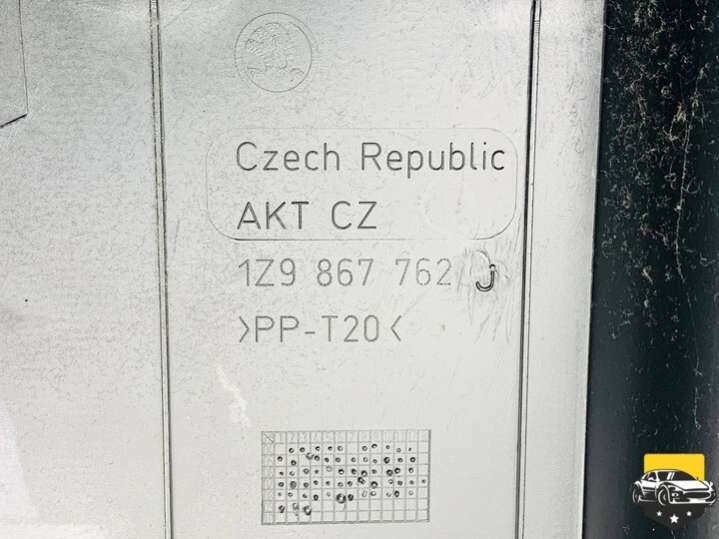 Czech Republic
AKT CZ
1Z9 867 762 J
>PP-T20<